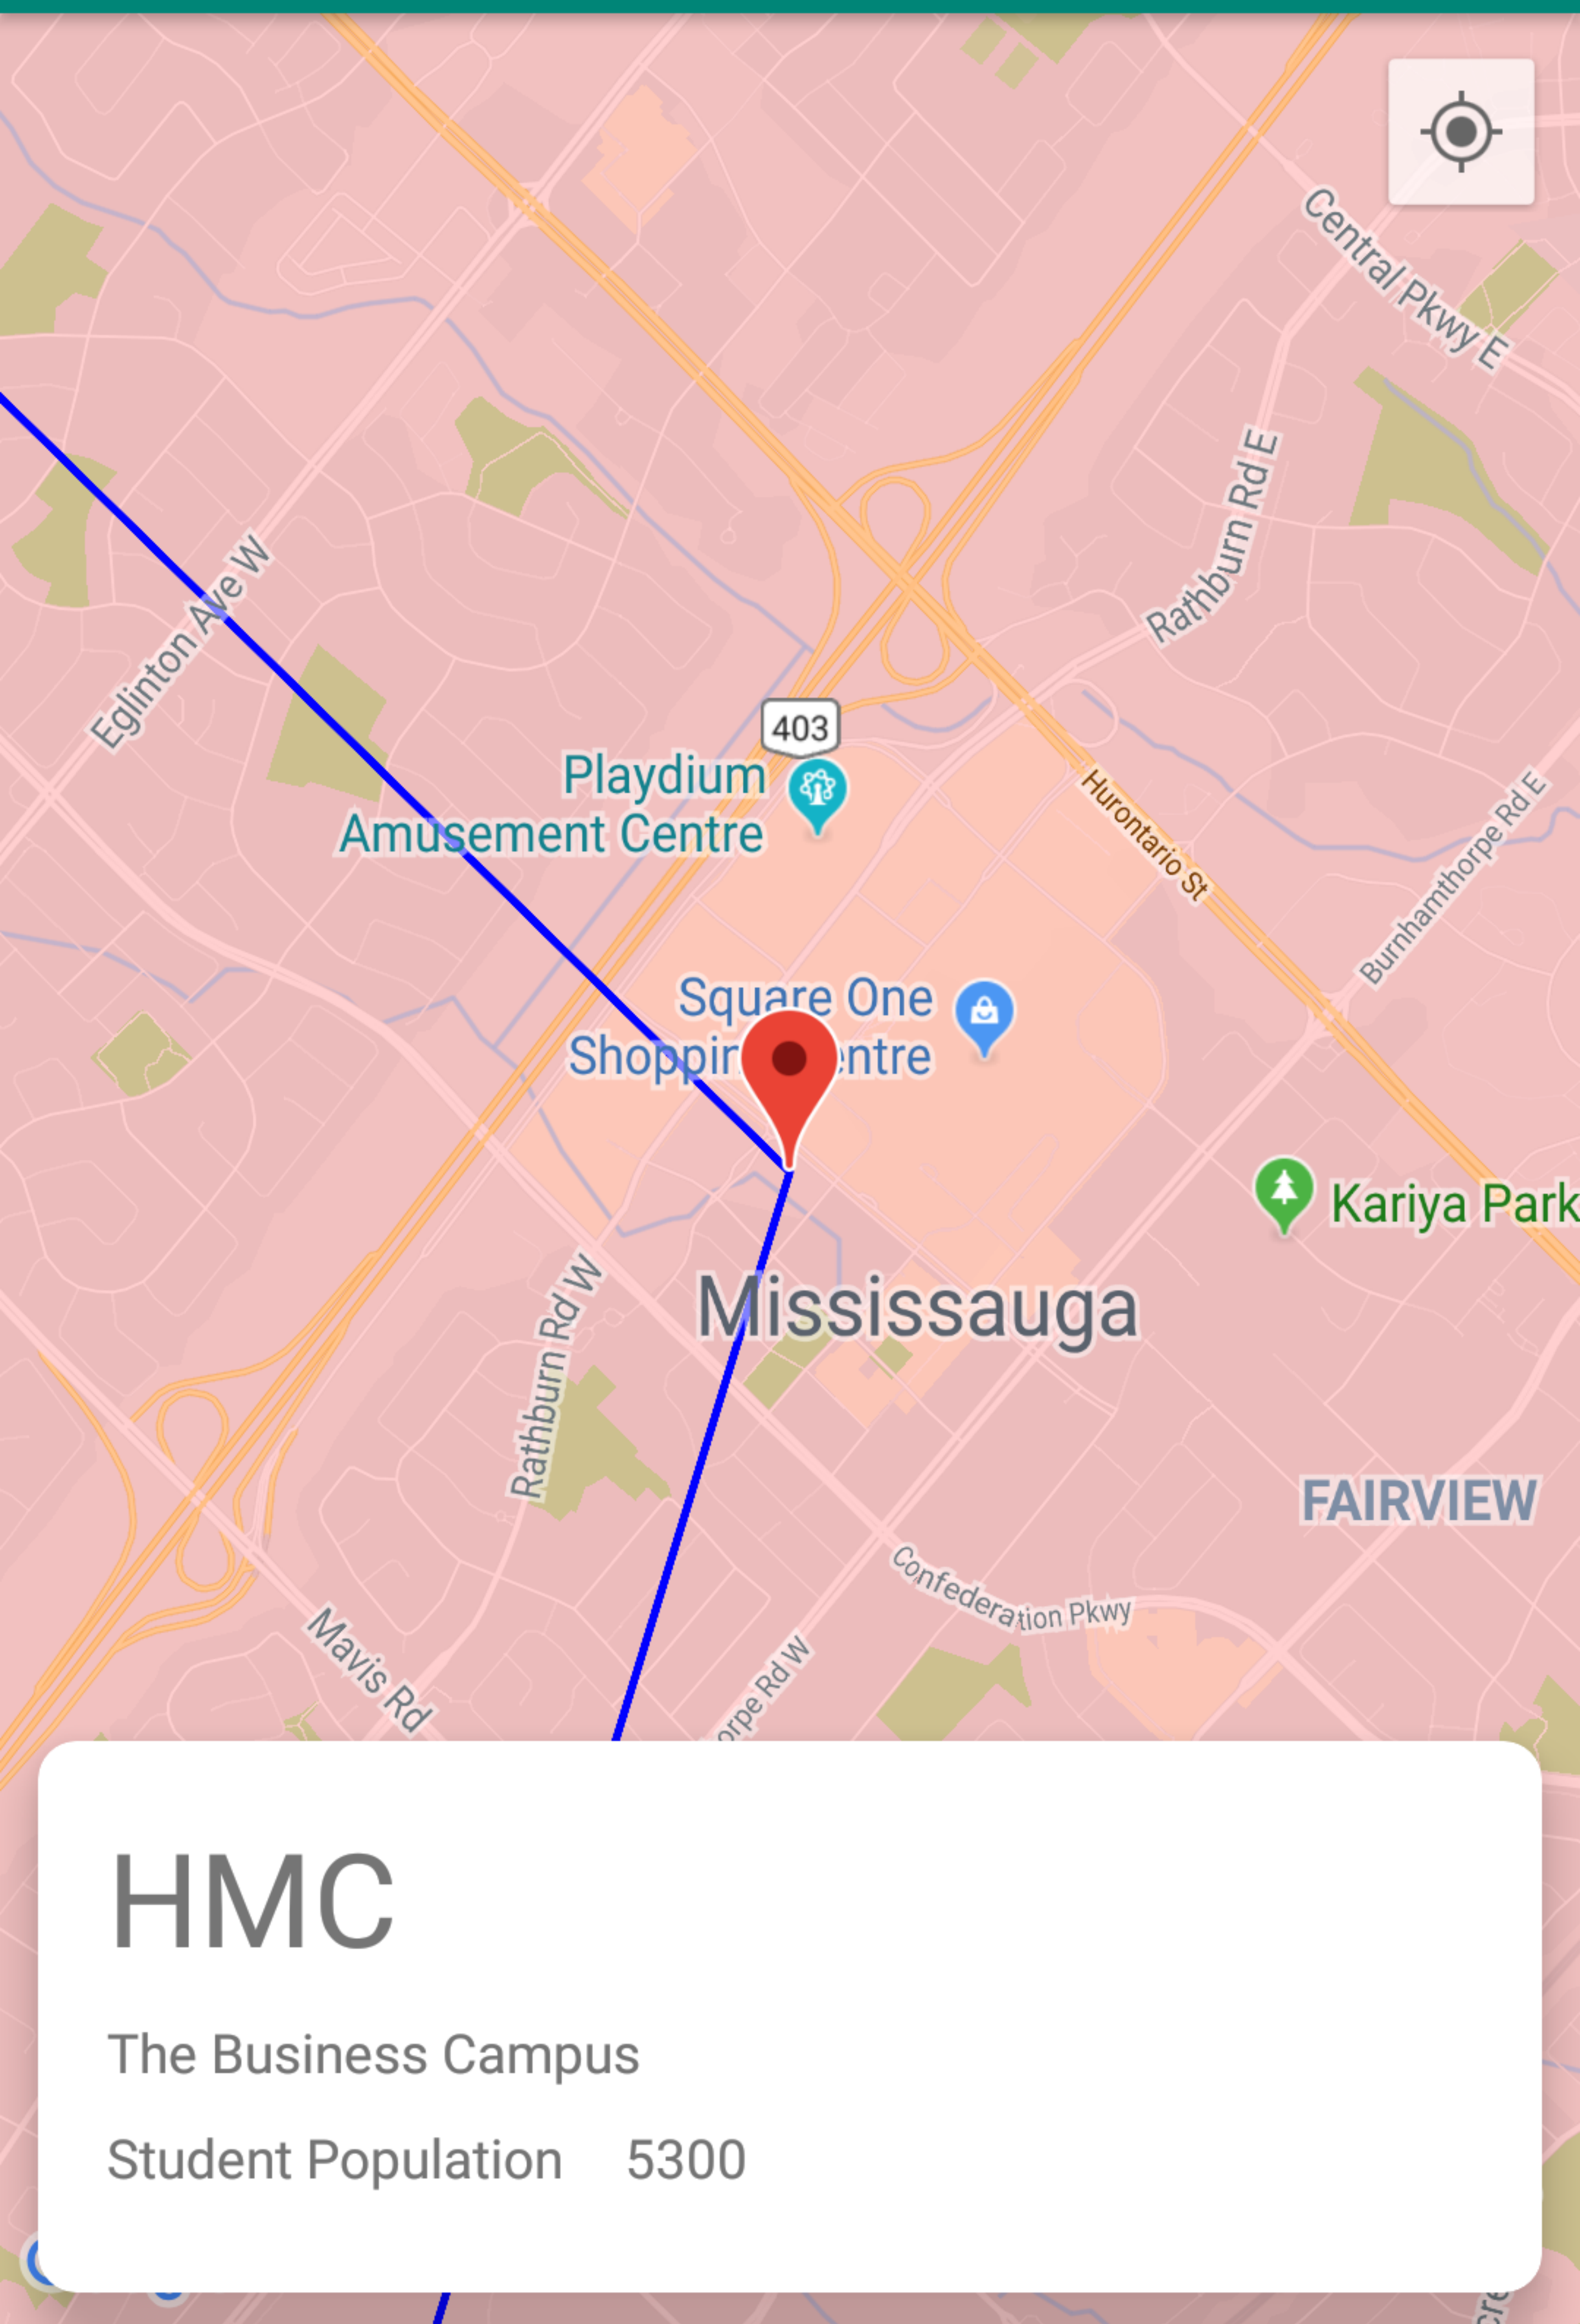 Central Pkwy E
Rathburn Rd E
Eglinton Ave W
403
Playdium
Amusement Centre
Hurontario St
Burnhamthorpe Rd E
Square One
Shoppin entre
Kariya Park
Mississauga
Rathburn Rd W
FAIRVIEW
Confederation Pkwy
Mavis Rd
orpe Rd W
HMC
The Business Campus
Student Population 5300